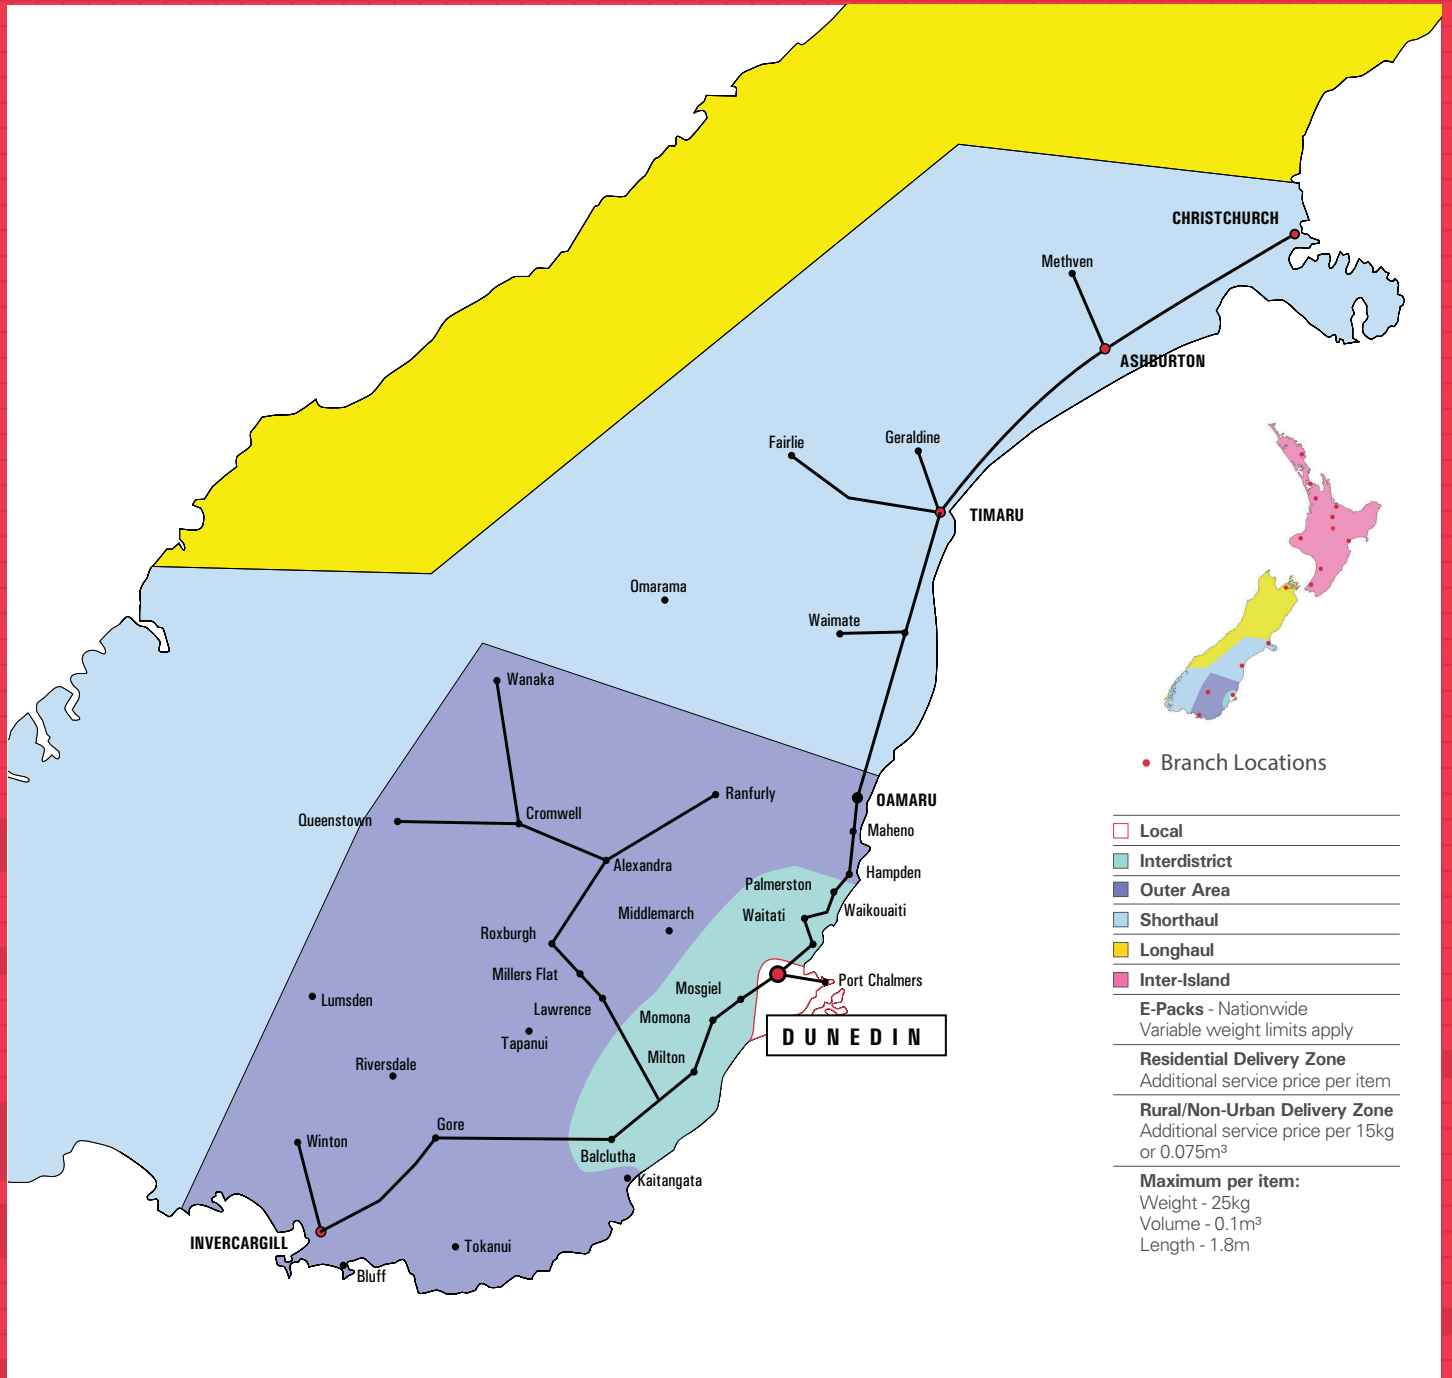 CHRISTCHURCH
Methven
ASHBURTON
Geraldine
Fairlie
TIMARU
Omarama
Waimate
Wanaka
Ranfurly
OAMARU
Queenstown
Cromwell
Maheno
Alexandra
Hampden
Palmerston
Waikouaiti
Middlemarch
Waitati
Roxburgh
Millers Flat
Port Chalmers
Mosgiel
Lumsden
Lawrence
Momona
DUNEDIN
Tapanui
Milton
Riversdale
Gore
Winton
Balclutha
Kaitangata
INVERCARGILL
Tokanui
Bluff
• Branch Locations
Local
Interdistrict
Outer Area
Shorthaul
Longhaul
Inter-Island
E-Packs - Nationwide
Variable weight limits apply
Residential Delivery Zone
Additional service price per item
Rural/Non-Urban Delivery Zone
Additional service price per 15kg
or 0.075m³
Maximum per item:
Weight - 25kg
Volume - 0.1m³
Length - 1.8m